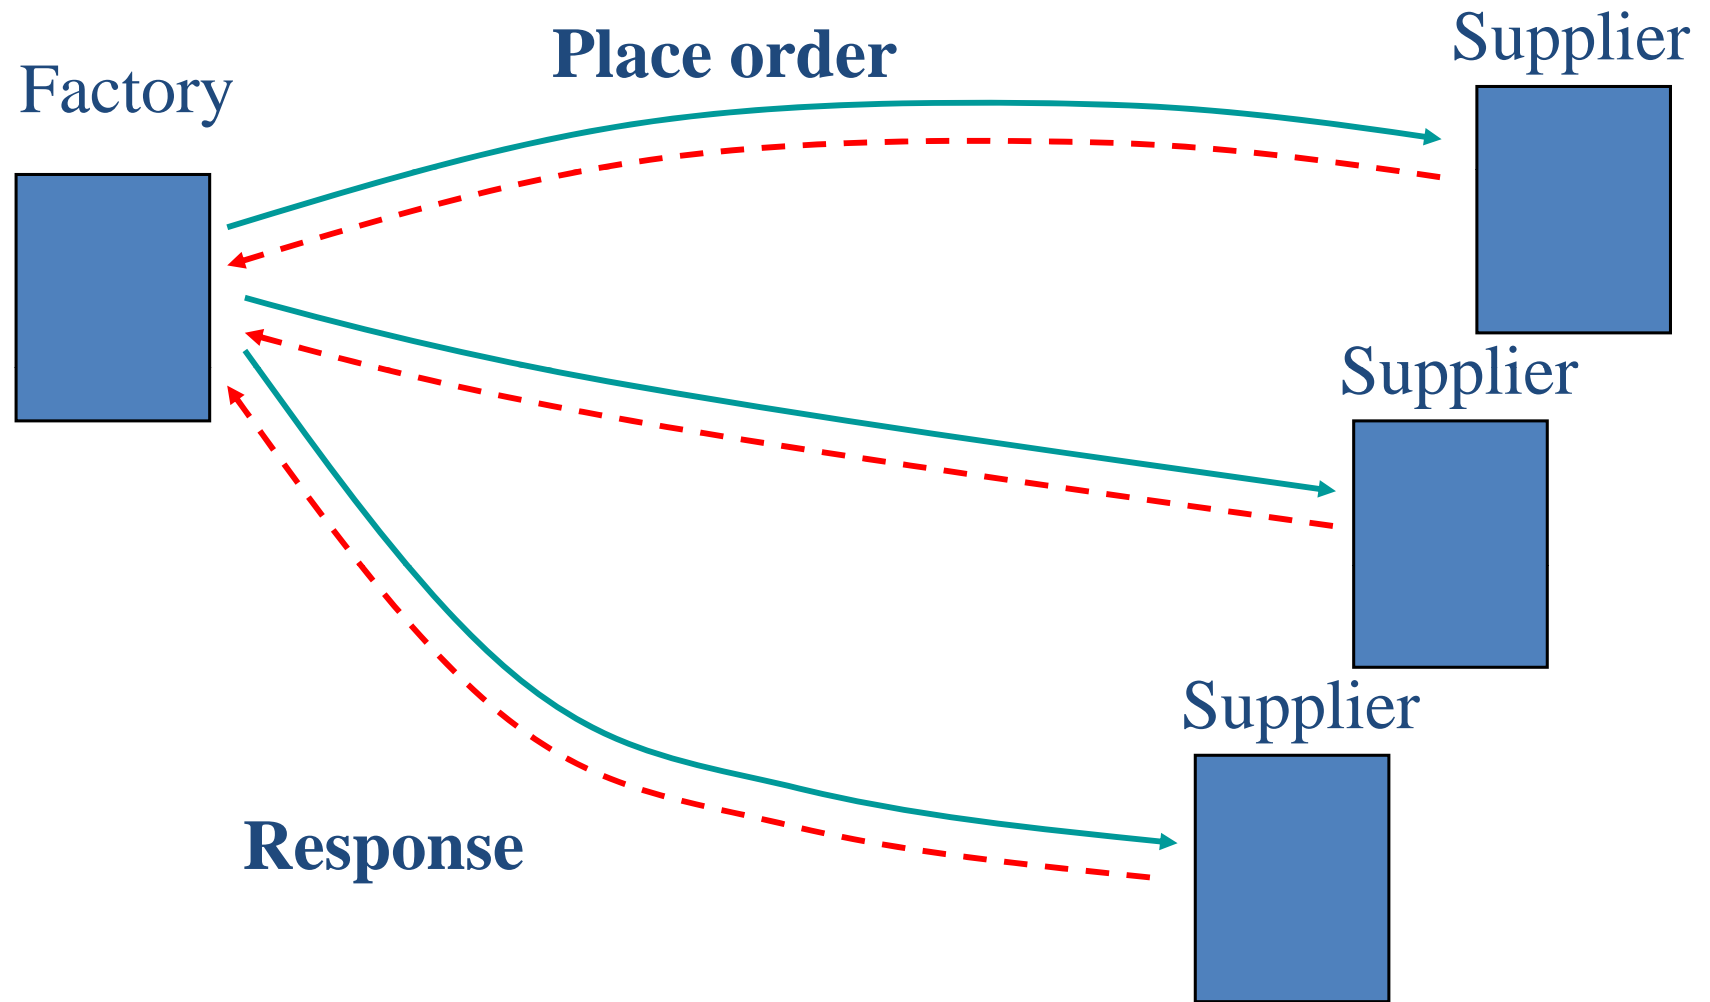 Place order
Supplier
Factory
Supplier
Supplier
Response